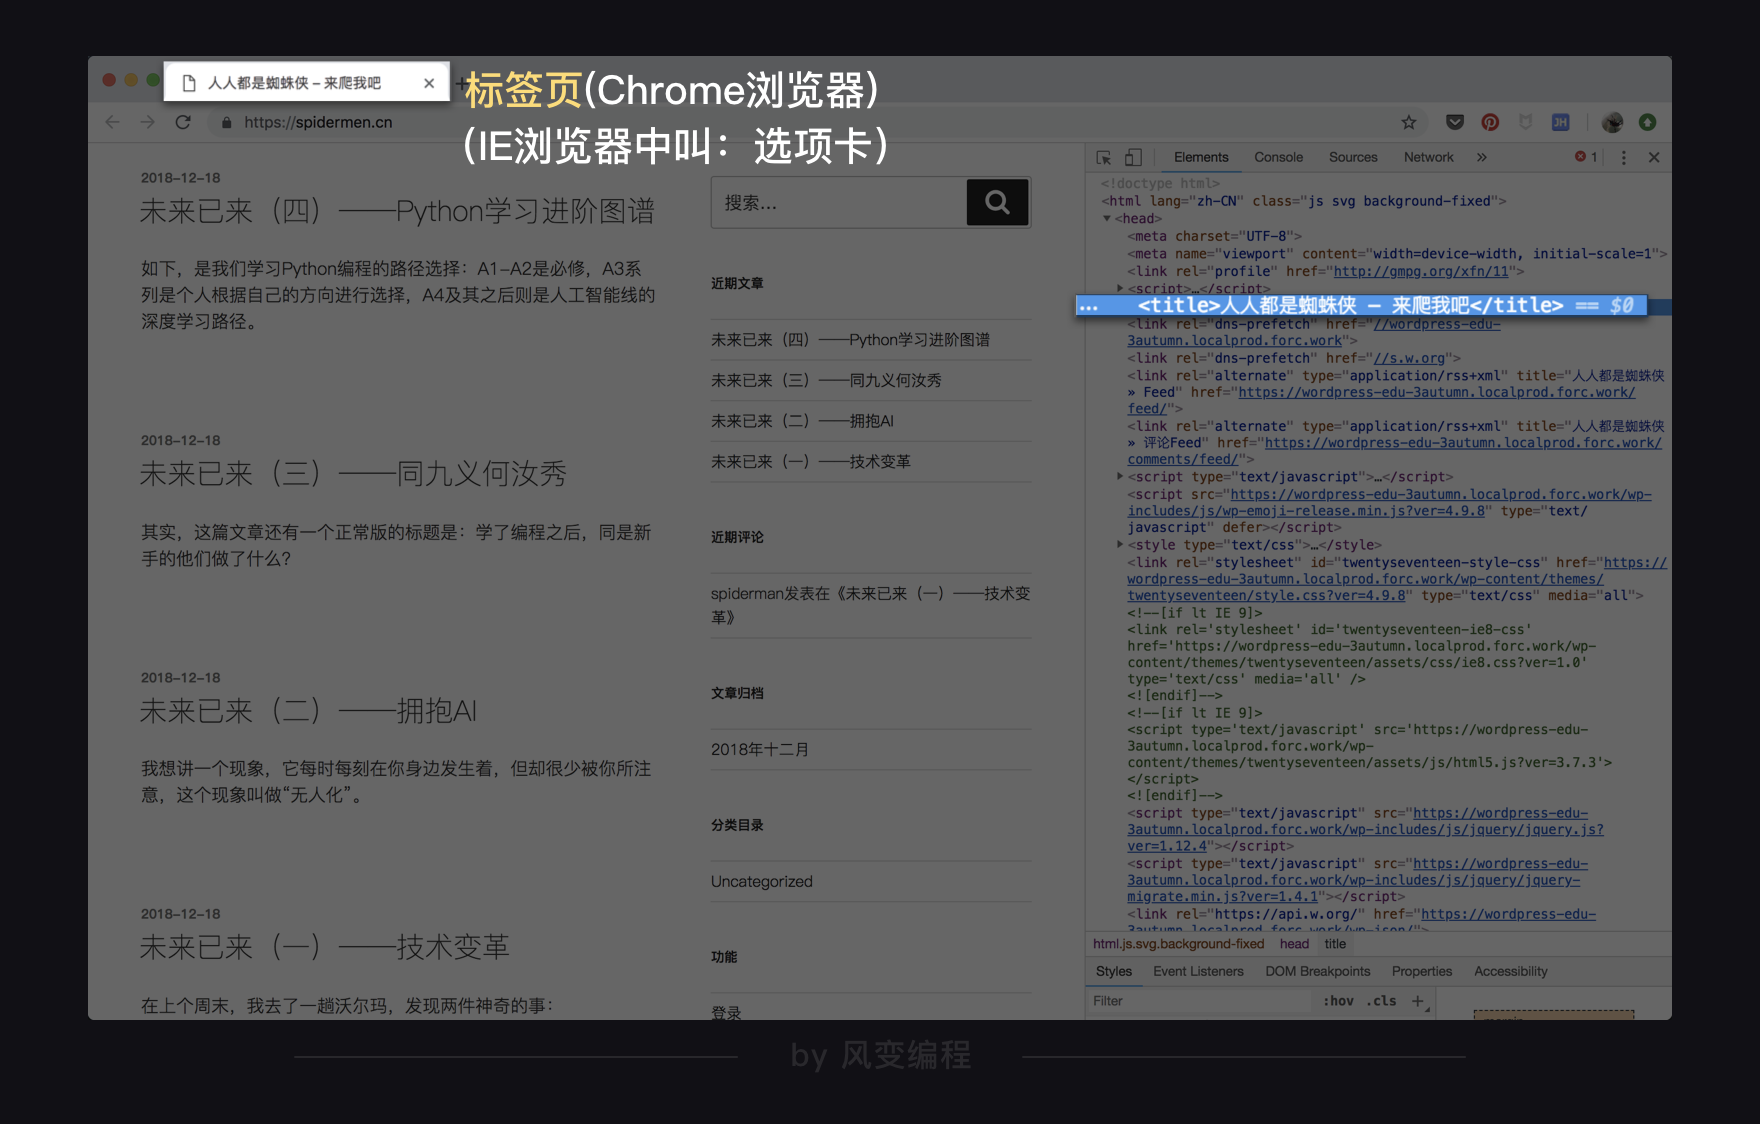 人人都是蜘蛛侠 – 来爬我吧
标签页(Chrome浏览器)
(IE浏览器中叫：选项卡)
https://spidermen.cn
2018-12-18
未来已来（四）——Python学习进阶图谱
如下，是我们学习Python编程的路径选择：A1-A2是必修，A3系
列是个人根据自己的方向进行选择，A4及其之后则是人工智能线的
深度学习路径。
2018-12-18
未来已来（三）——同九义何汝秀
其实，这篇文章还有一个正常版的标题是：学了编程之后，同是新
手的他们做了什么？
2018-12-18
未来已来（二）——拥抱AI
我想讲一个现象，它每时每刻在你身边发生着，但却很少被你所注
意，这个现象叫做“无人化”。
2018-12-18
未来已来（一）——技术变革
在上个周末，我去了一趟沃尔玛，发现两件神奇的事：
搜索...
近期文章
未来已来（四）——Python学习进阶图谱
未来已来（三）——同九义何汝秀
未来已来（二）——拥抱AI
未来已来（一）——技术变革
近期评论
spiderman发表在《未来已来（一）——技术变
革》
文章归档
2018年十二月
分类目录
Uncategorized
功能
登录
JH
Elements Console Sources Network » 1
<!doctype html>
<html lang="zh-CN" class="js svg background-fixed">
<head>
<meta charset="UTF-8">
<meta name="viewport" content="width=device-width, initial-scale=1">
<link rel="profile" href="http://gmpg.org/xfn/11">
<script>…</script>
... <title>人人都是蜘蛛侠 – 来爬我吧</title> == $0
<link rel="dns-prefetch" href="//wordpress-edu-
3autumn.localprod.forc.work">
<link rel="dns-prefetch" href="//s.w.org">
<link rel="alternate" type="application/rss+xml" title="人人都是蜘蛛侠
» Feed" href="https://wordpress-edu-3autumn.localprod.forc.work/
feed/">
<link rel="alternate" type="application/rss+xml" title="人人都是蜘蛛侠
» 评论Feed" href="https://wordpress-edu-3autumn.localprod.forc.work/
comments/feed/">
<script type="text/javascript">…</script>
<script src="https://wordpress-edu-3autumn.localprod.forc.work/wp-
includes/js/wp-emoji-release.min.js?ver=4.9.8" type="text/
javascript" defer></script>
<style type="text/css">…</style>
<link rel="stylesheet" id="twentyseventeen-style-css" href="https://
wordpress-edu-3autumn.localprod.forc.work/wp-content/themes/
twentyseventeen/style.css?ver=4.9.8" type="text/css" media="all">
<!--[if lt IE 9]>
<link rel='stylesheet' id='twentyseventeen-ie8-css'
href='https://wordpress-edu-3autumn.localprod.forc.work/wp-
content/themes/twentyseventeen/assets/css/ie8.css?ver=1.0'
type='text/css' media='all' />
<![endif]-->
<!--[if lt IE 9]>
<script type='text/javascript' src='https://wordpress-edu-
3autumn.localprod.forc.work/wp-
content/themes/twentyseventeen/assets/js/html5.js?ver=3.7.3'>
</script>
<![endif]-->
<script type="text/javascript" src="https://wordpress-edu-
3autumn.localprod.forc.work/wp-includes/js/jquery/jquery.js?
ver=1.12.4"></script>
<script type="text/javascript" src="https://wordpress-edu-
3autumn.localprod.forc.work/wp-includes/js/jquery/jquery-
migrate.min.js?ver=1.4.1"></script>
<link rel="https://api.w.org/" href="https://wordpress-edu-
3autumn.localprod.forc.work/wp-json/">
html.js.svg.background-fixed head title
Styles Event Listeners DOM Breakpoints Properties Accessibility
Filter :hov .cls +
by 风变编程